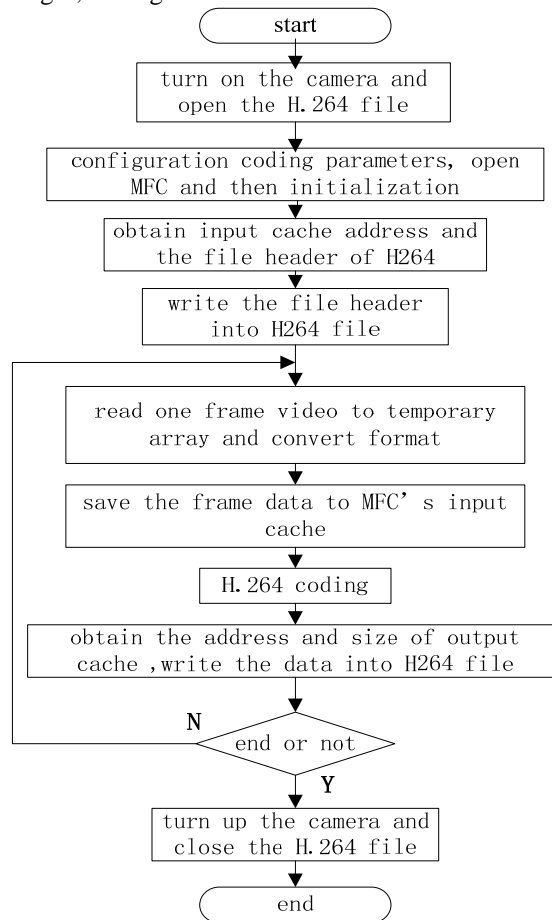 start
turn on the camera and
open the H.264 file
configuration coding parameters, open
MFC and then initialization
obtain input cache address and
the file header of H264
write the file header
into H264 file
read one frame video to temporary
array and convert format
save the frame data to MFC's input
cache
H.264 coding
obtain the address and size of output
cache ,write the data into H264 file
N
end or not
Y
turn up the camera and
close the H.264 file
end